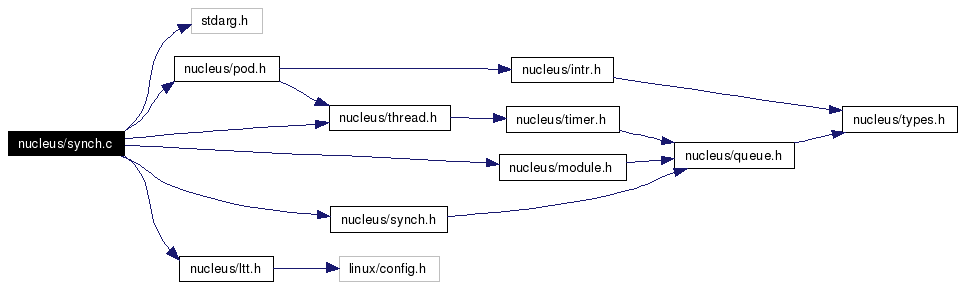 stdarg.h
nucleus/pod.h
nucleus/intr.h
nucleus/thread.h
nucleus/timer.h
nucleus/types.h
nucleus/synch.c
nucleus/module.h
nucleus/queue.h
nucleus/synch.h
nucleus/ltt.h
linux/config.h